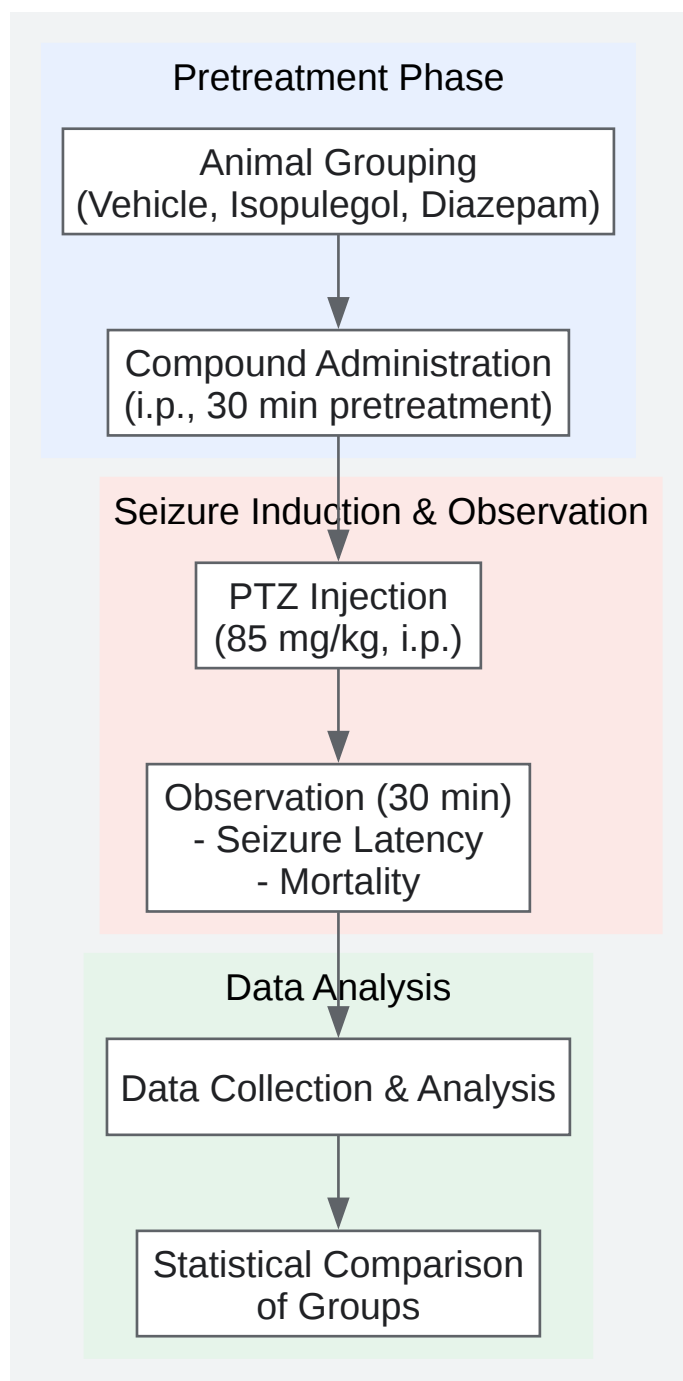 Pretreatment Phase
Animal Grouping
(Vehicle, Isopulegol, Diazepam)
Compound Administration
(i.p., 30 min pretreatment)
Seizure Induction & Observation
PTZ Injection
(85 mg/kg, i.p.)
Observation (30 min)
- Seizure Latency
- Mortality
Data Analysis
Data Collection & Analysis
Statistical Comparison
of Groups